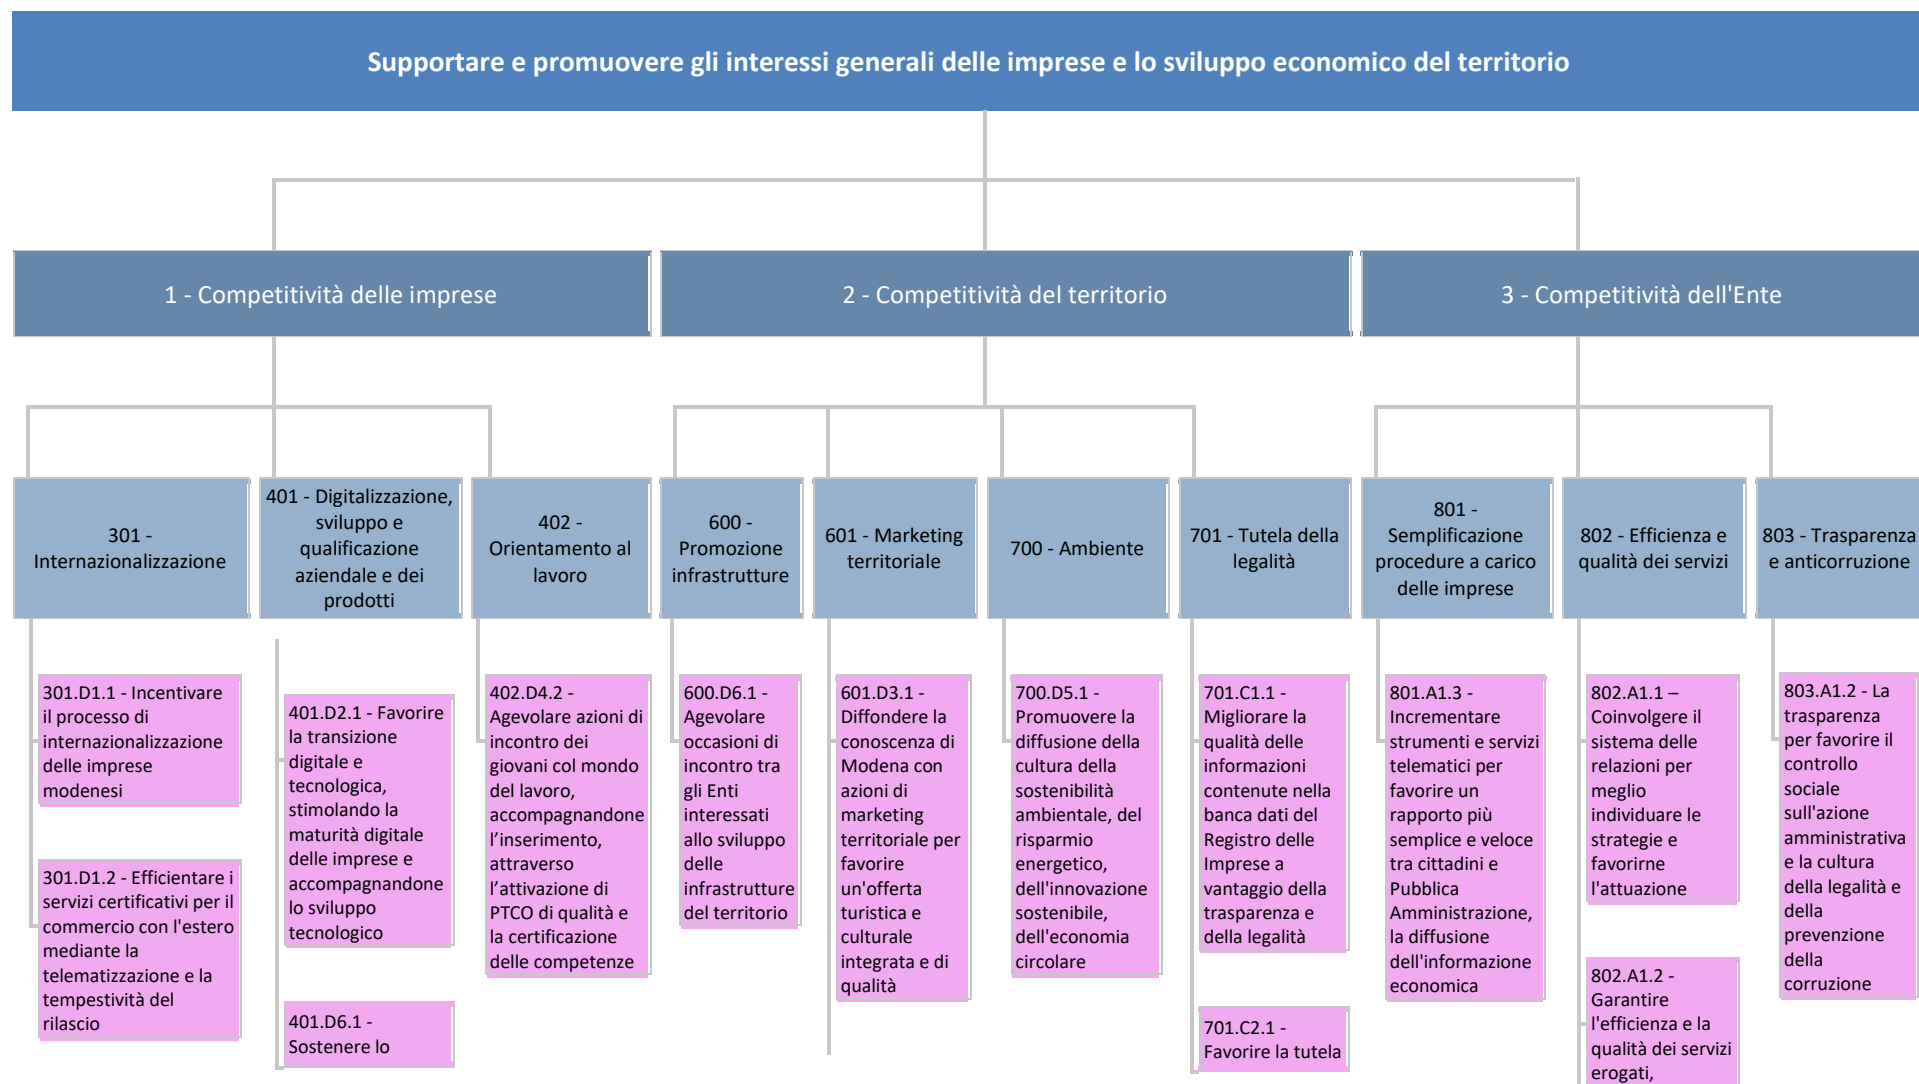 Supportare e promuovere gli interessi generali delle imprese e lo sviluppo economico del territorio
1 - Competitività delle imprese
2 - Competitività del territorio
3 - Competitività dell'Ente
301 -
Internazionalizzazione
401 - Digitalizzazione,
sviluppo e
qualificazione
aziendale e dei
prodotti
402 -
Orientamento al
lavoro
600 -
Promozione
infrastrutture
601 - Marketing
territoriale
700 - Ambiente
701 - Tutela della
legalità
801 -
Semplificazione
procedure a carico
delle imprese
802 - Efficienza e
qualità dei servizi
803 - Trasparenza
e anticorruzione
301.D1.1 - Incentivare
il processo di
internazionalizzazione
delle imprese
modenesi
301.D1.2 - Efficientare i
servizi certificativi per il
commercio con l'estero
mediante la
telematizzazione e la
tempestività del
rilascio
401.D2.1 - Favorire
la transizione
digitale e
tecnologica,
stimolando la
maturità digitale
delle imprese e
accompagnandone
lo sviluppo
tecnologico
401.D6.1 -
Sostenere lo
402.D4.2 -
Agevolare azioni di
incontro dei
giovani col mondo
del lavoro,
accompagnandone
l’inserimento,
attraverso
l’attivazione di
PTCO di qualità e
la certificazione
delle competenze
600.D6.1 -
Agevolare
occasioni di
incontro tra
gli Enti
interessati
allo sviluppo
delle
infrastrutture
del territorio
601.D3.1 -
Diffondere la
conoscenza di
Modena con
azioni di
marketing
territoriale per
favorire
un'offerta
turistica e
culturale
integrata e di
qualità
700.D5.1 -
Promuovere la
diffusione della
cultura della
sostenibilità
ambientale, del
risparmio
energetico,
dell'innovazione
sostenibile,
dell'economia
circolare
701.C1.1 -
Migliorare la
qualità delle
informazioni
contenute nella
banca dati del
Registro delle
Imprese a
vantaggio della
trasparenza e
della legalità
701.C2.1 -
Favorire la tutela
801.A1.3 -
Incrementare
strumenti e servizi
telematici per
favorire un
rapporto più
semplice e veloce
tra cittadini e
Pubblica
Amministrazione,
la diffusione
dell'informazione
economica
802.A1.1 –
Coinvolgere il
sistema delle
relazioni per
meglio
individuare le
strategie e
favorirne
l'attuazione
802.A1.2 -
Garantire
l'efficienza e la
qualità dei servizi
erogati,
803.A1.2 - La
trasparenza
per favorire il
controllo
sociale
sull'azione
amministrativa
e la cultura
della legalità e
della
prevenzione
della
corruzione